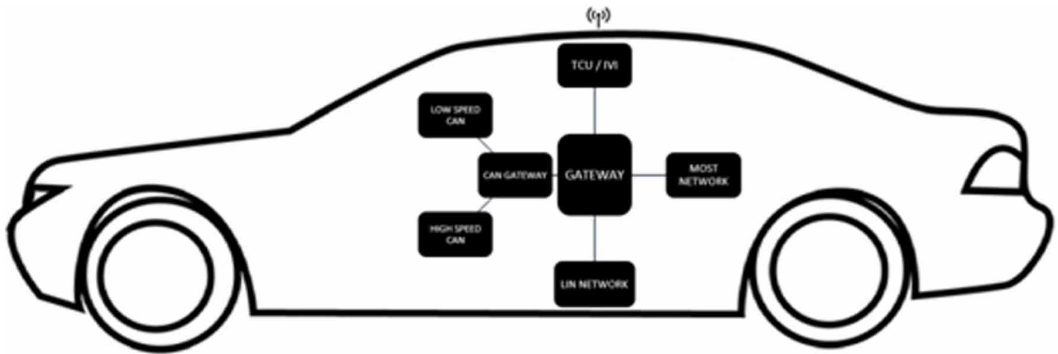 TCU / IVI
LOW SPEED
CAN
CAN GATEWAY
GATEWAY
MOST
NETWORK
HIGH SPEED
CAN
LIN NETWORK